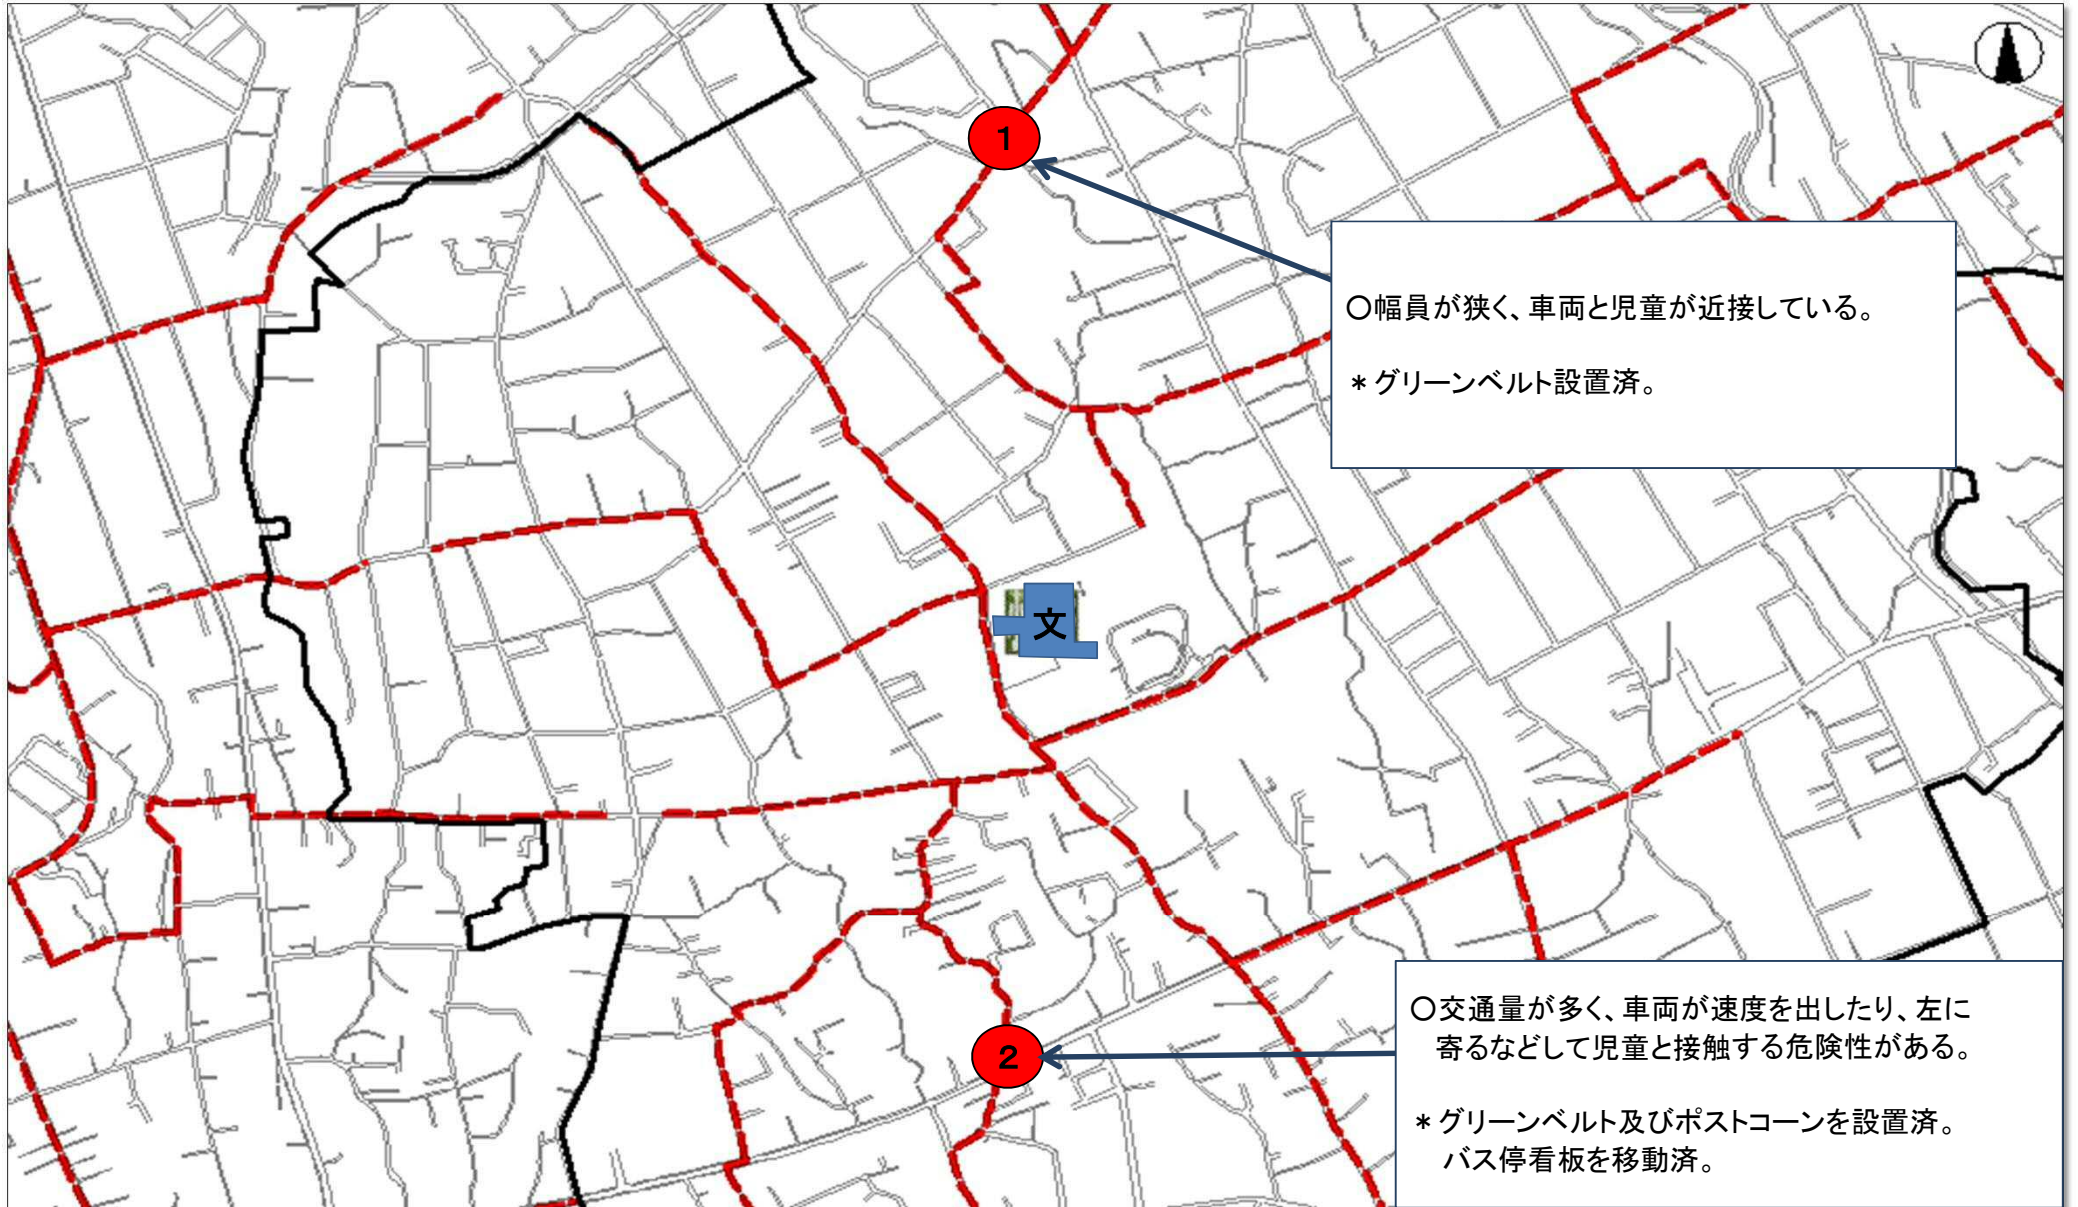 1
〇幅員が狭く、車両と児童が近接している。
＊グリーンベルト設置済。
文
2
〇交通量が多く、車両が速度を出したり、左に
寄るなどして児童と接触する危険性がある。
＊グリーンベルト及びポストコーンを設置済。
バス停看板を移動済。